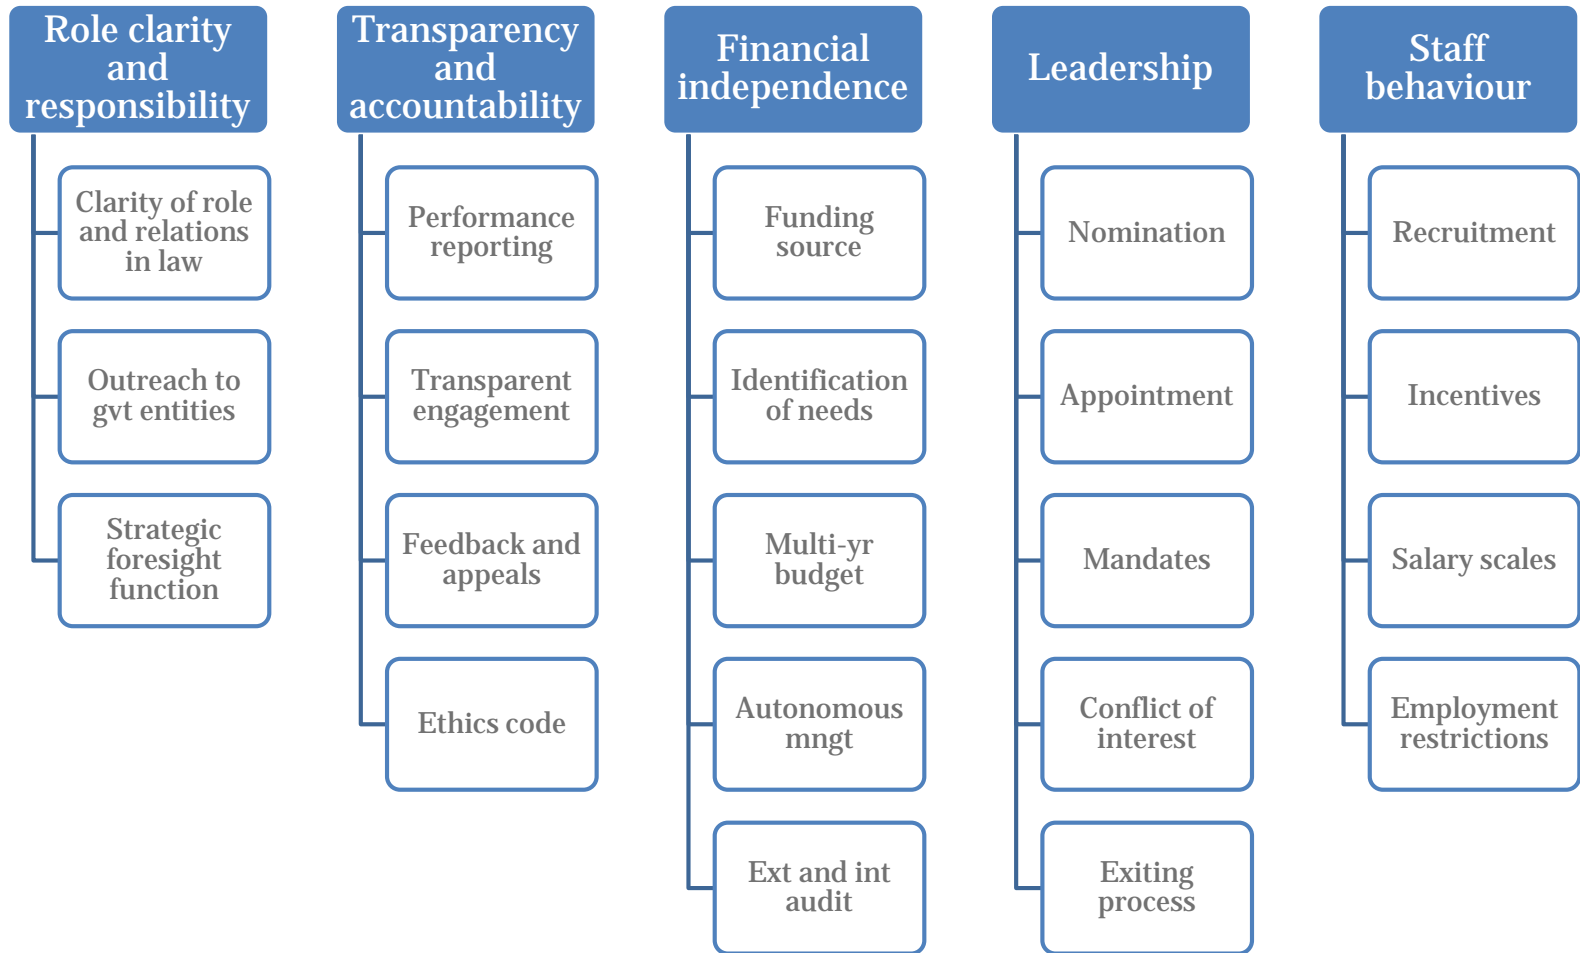 Role clarity
and
responsibility
Clarity of role
and relations
in law
Outreach to
gvt entities
Strategic
foresight
function
Transparency
and
accountability
Performance
reporting
Transparent
engagement
Feedback and
appeals
Ethics code
Financial
independence
Funding
source
Identification
of needs
Multi-yr
budget
Autonomous
mngt
Ext and int
audit
Leadership
Nomination
Appointment
Mandates
Conflict of
interest
Exiting
process
Staff
behaviour
Recruitment
Incentives
Salary scales
Employment
restrictions